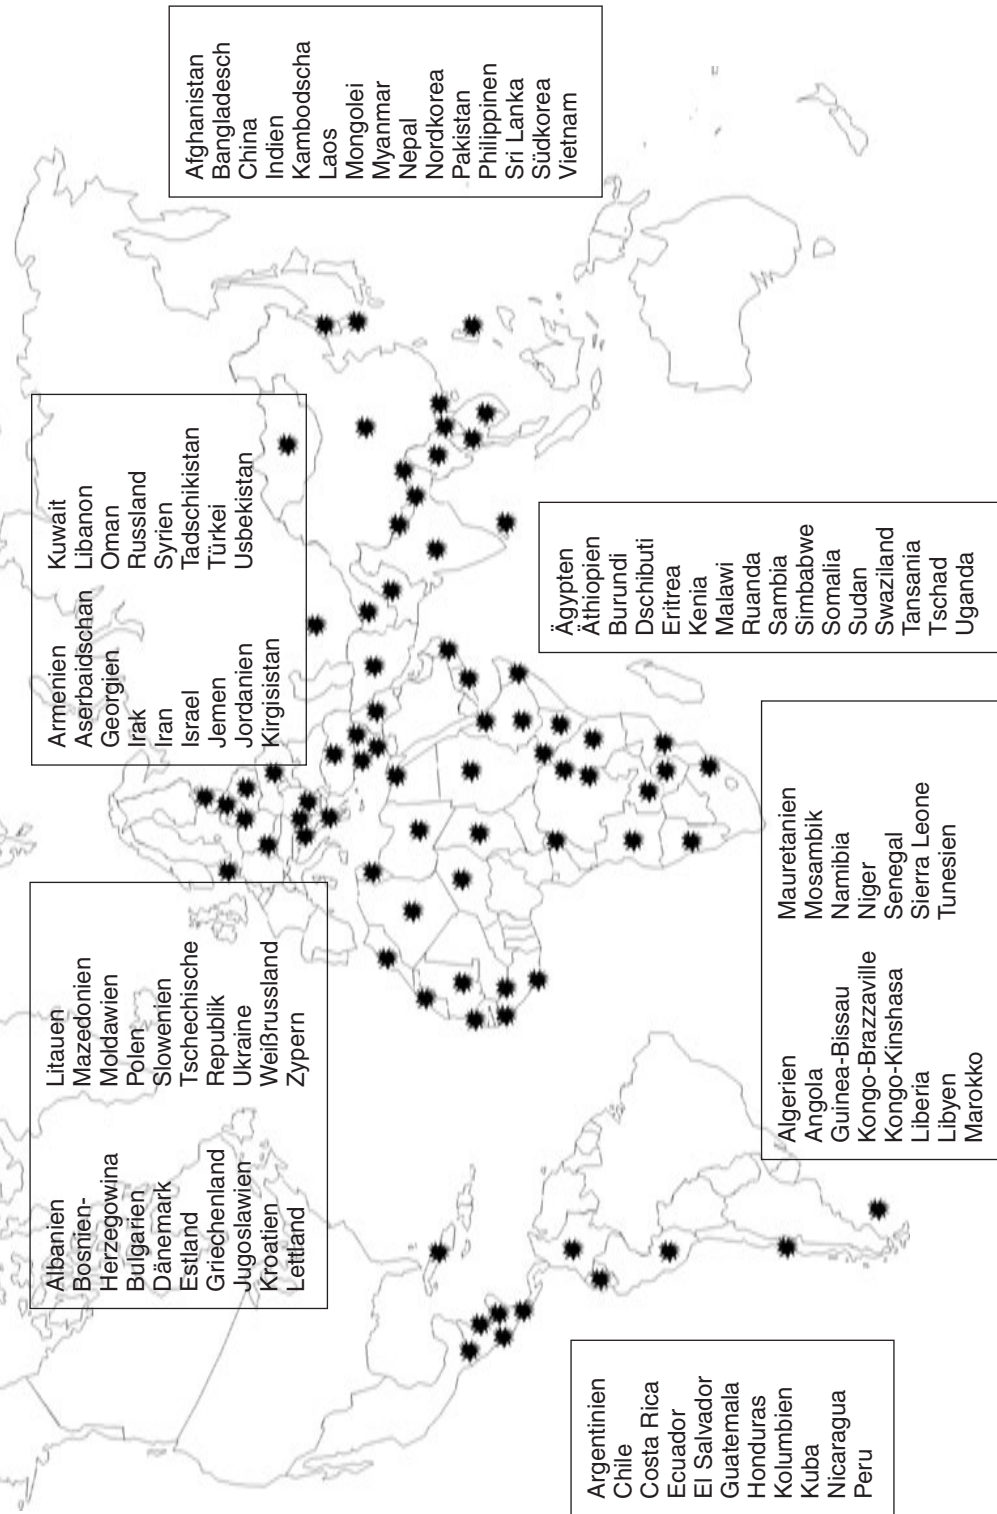 Albanien
Bosnien-
Herzegowina
Bulgarien
Dänemark
Estland
Griechenland
Jugoslawien
Kroatien
Lettland
Litauen
Mazedonien
Moldawien
Polen
Slowenien
Tschechische
Republik
Ukraine
Weißrussland
Zypern
Armenien
Aserbaidschan
Georgien
Irak
Iran
Israel
Jemen
Jordanien
Kirgisistan
Kuwait
Libanon
Oman
Russland
Syrien
Tadschikistan
Türkei
Usbekistan
Afghanistan
Bangladesch
China
Indien
Kambodscha
Laos
Mongolei
Myanmar
Nepal
Nordkorea
Pakistan
Philippinen
Sri Lanka
Südkorea
Vietnam
Argentinien
Chile
Costa Rica
Ecuador
El Salvador
Guatemala
Honduras
Kolumbien
Kuba
Nicaragua
Peru
Algerien
Angola
Guinea-Bissau
Kongo-Brazzaville
Kongo-Kinshasa
Liberia
Libyen
Marokko
Mauretanien
Mosambik
Namibia
Niger
Senegal
Sierra Leone
Tunesien
Ägypten
Äthiopien
Burundi
Dschibuti
Eritrea
Kenia
Malawi
Ruanda
Sambia
Simbabwe
Somalia
Sudan
Swaziland
Tansania
Tschad
Uganda